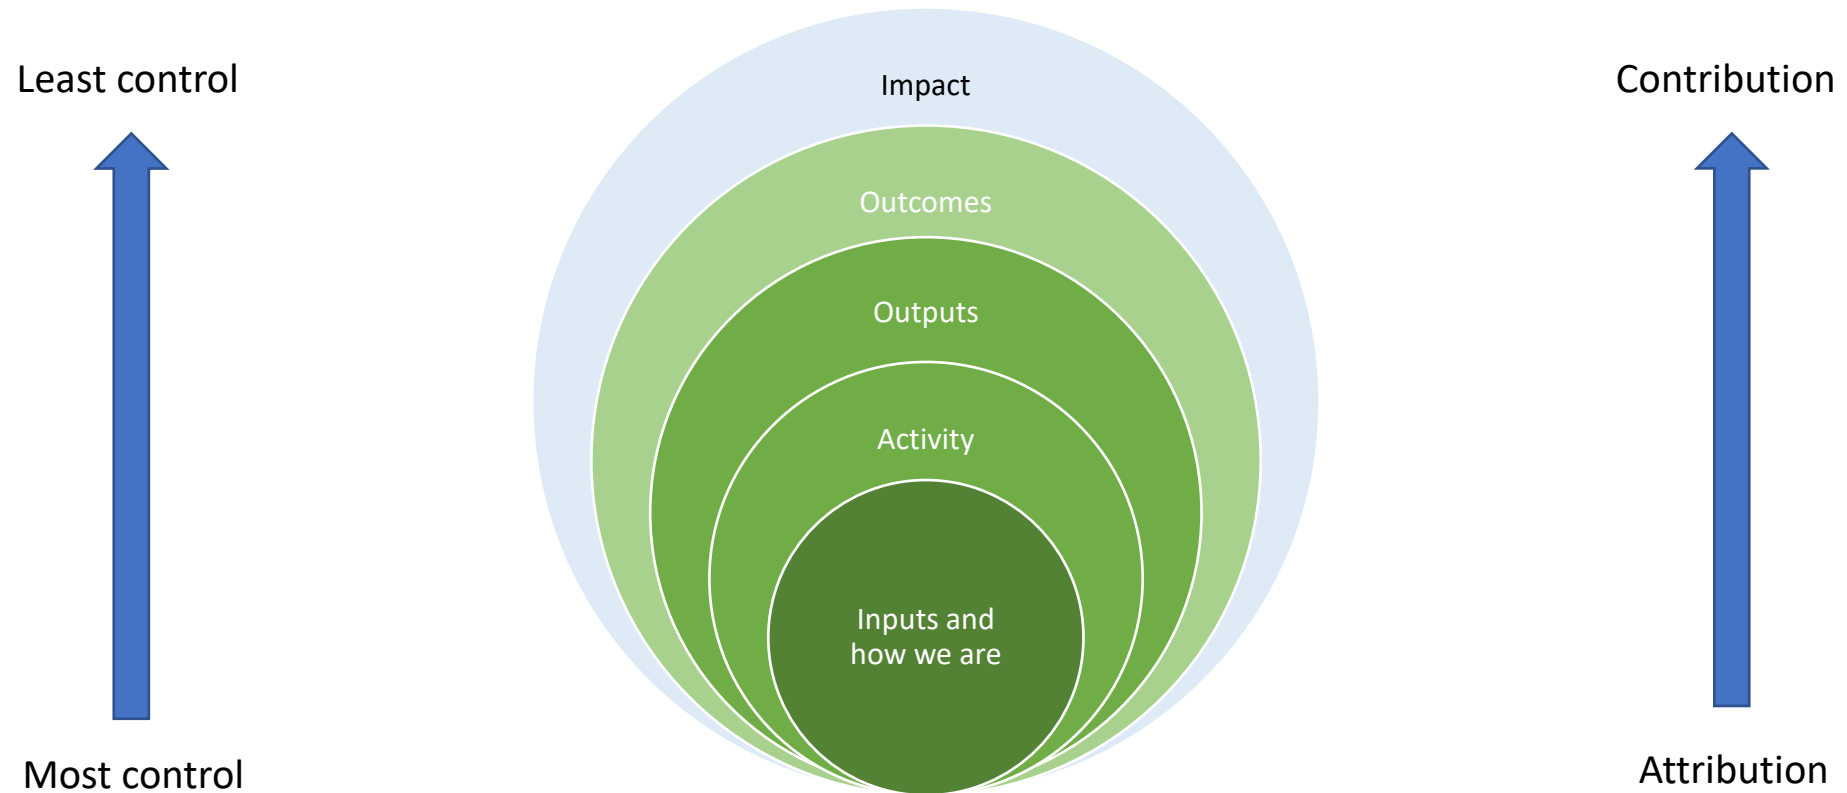 Least control
Impact
Contribution
Outcomes
Outputs
Activity
Inputs and
how we are
Most control
Attribution